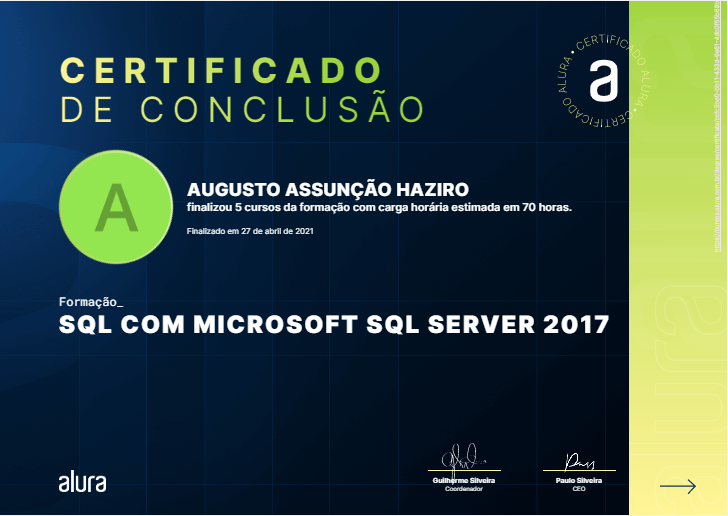 CERTIFICADO
DE CONCLUSÃO
CERTIFICADO ALURA • CERTIFICADO ALURA •
a
A
AUGUSTO ASSUNÇÃO HAZIRO
finalizou 5 cursos da formação com carga horária estimada em 70 horas.
Finalizado em 27 de abril de 2021
Formação_
SQL COM MICROSOFT SQL SERVER 2017
alura
Guilherme Silveira
Coordenador
Paulo Silveira
CEO
alura